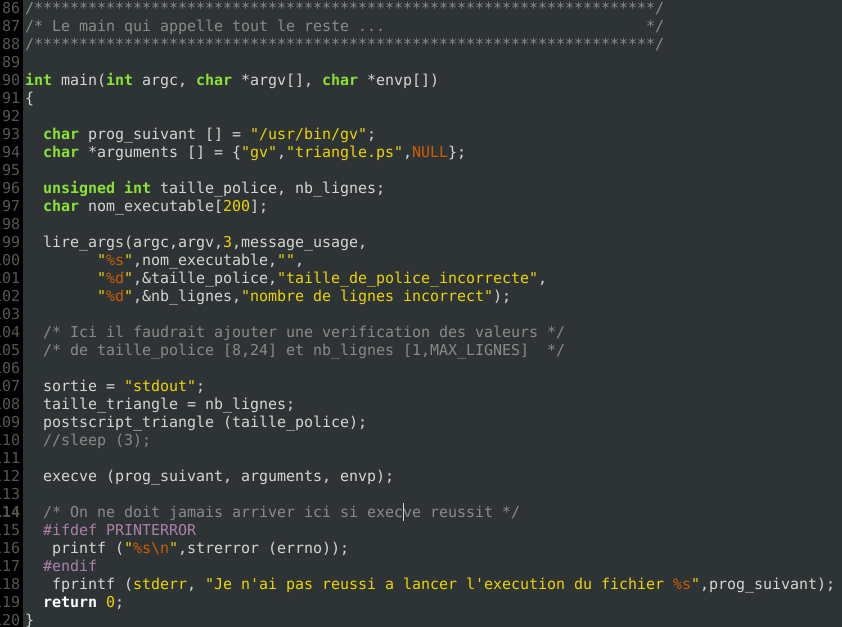 86 /*********************************************************************/
87 /* Le main qui appelle tout le reste ...                             */
88 /*********************************************************************/
89
90 int main(int argc, char *argv[], char *envp[])
91 {
92
93   char prog_suivant [] = "/usr/bin/gv";
94   char *arguments [] = {"gv","triangle.ps",NULL};
95
96   unsigned int taille_police, nb_lignes;
97   char nom_executable[200];
98
99   lire_args(argc,argv,3,message_usage,
00         "%s",nom_executable,"",
01         "%d",&taille_police,"taille_de_police_incorrecte",
02         "%d",&nb_lignes,"nombre de lignes incorrect");
03
04   /* Ici il faudrait ajouter une verification des valeurs */
05   /* de taille_police [8,24] et nb_lignes [1,MAX_LIGNES]  */
06
07   sortie = "stdout";
08   taille_triangle = nb_lignes;
09   postscript_triangle (taille_police);
10   //sleep (3);
11
12   execve (prog_suivant, arguments, envp);
13
14   /* On ne doit jamais arriver ici si execve reussit */
15   #ifdef PRINTERROR
16    printf ("%s\n",strerror (errno));
17   #endif
18    fprintf (stderr, "Je n'ai pas reussi a lancer l'execution du fichier %s",prog_suivant);
19   return 0;
20 }